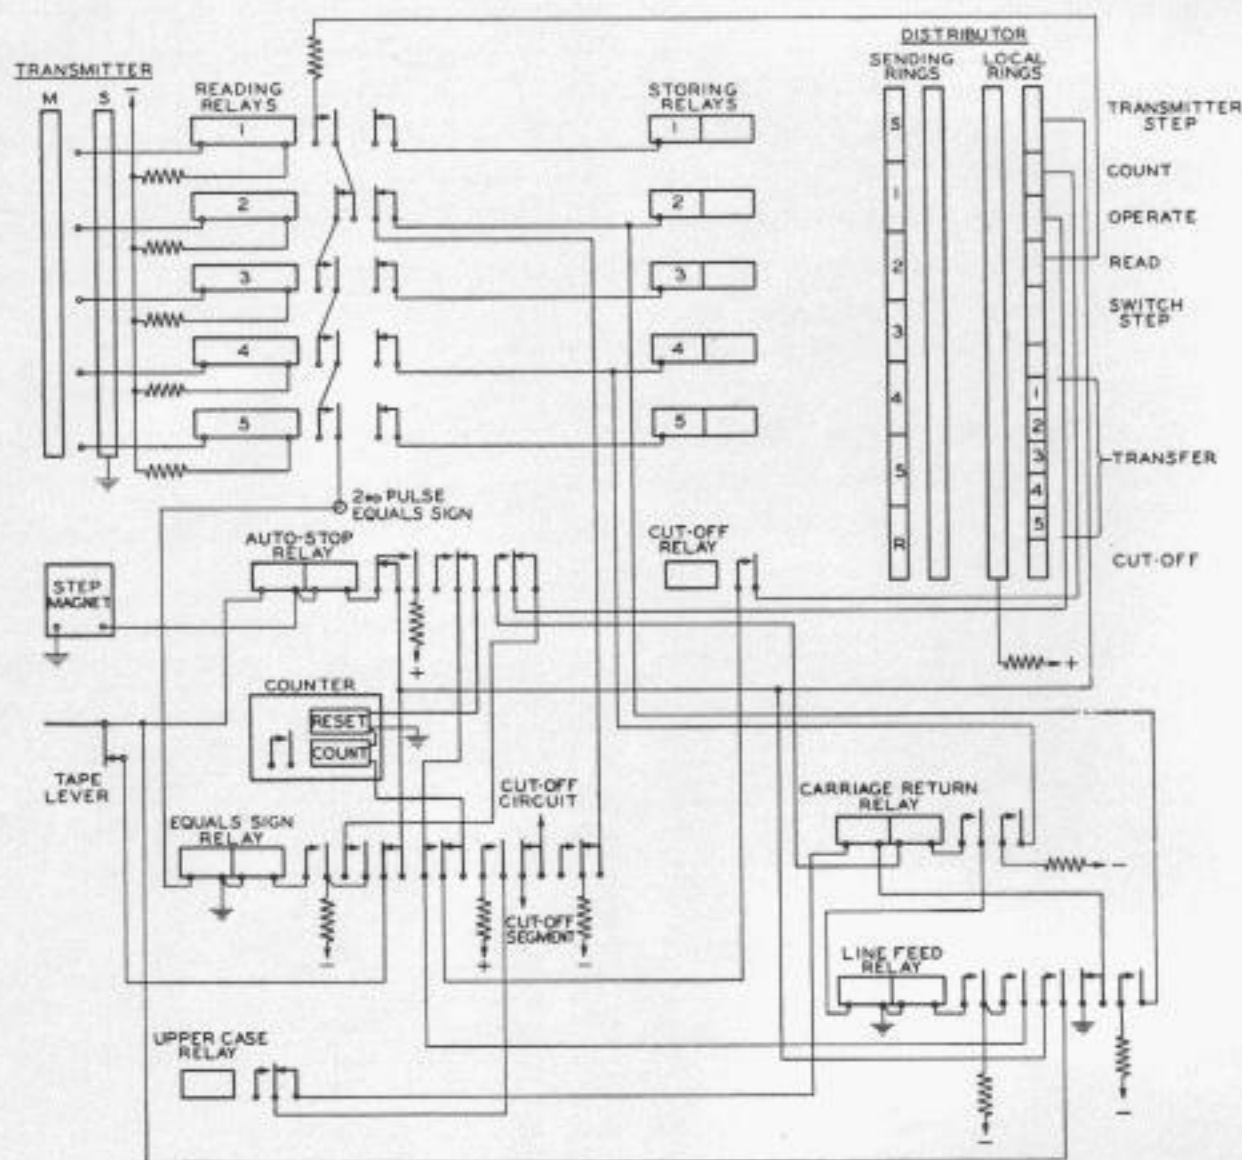 DISTRIBUTOR
SENDING RINGS
LOCAL RINGS
TRANSMITTER
M
S
−
READING RELAYS
STORING RELAYS
1
2
3
4
5
1
2
3
4
5
S
1
2
3
4
5
R
1
2
3
4
5
TRANSMITTER STEP
COUNT
OPERATE
READ
SWITCH STEP
TRANSFER
CUT-OFF
+
2ND PULSE
EQUALS SIGN
AUTO-STOP
RELAY
CUT-OFF
RELAY
STEP
MAGNET
+
COUNTER
RESET
COUNT
TAPE
LEVER
CUT-OFF
CIRCUIT
EQUALS SIGN
RELAY
CARRIAGE RETURN
RELAY
−
CUT-OFF
SEGMENT
−
+
−
LINE FEED
RELAY
UPPER CASE
RELAY
−
−